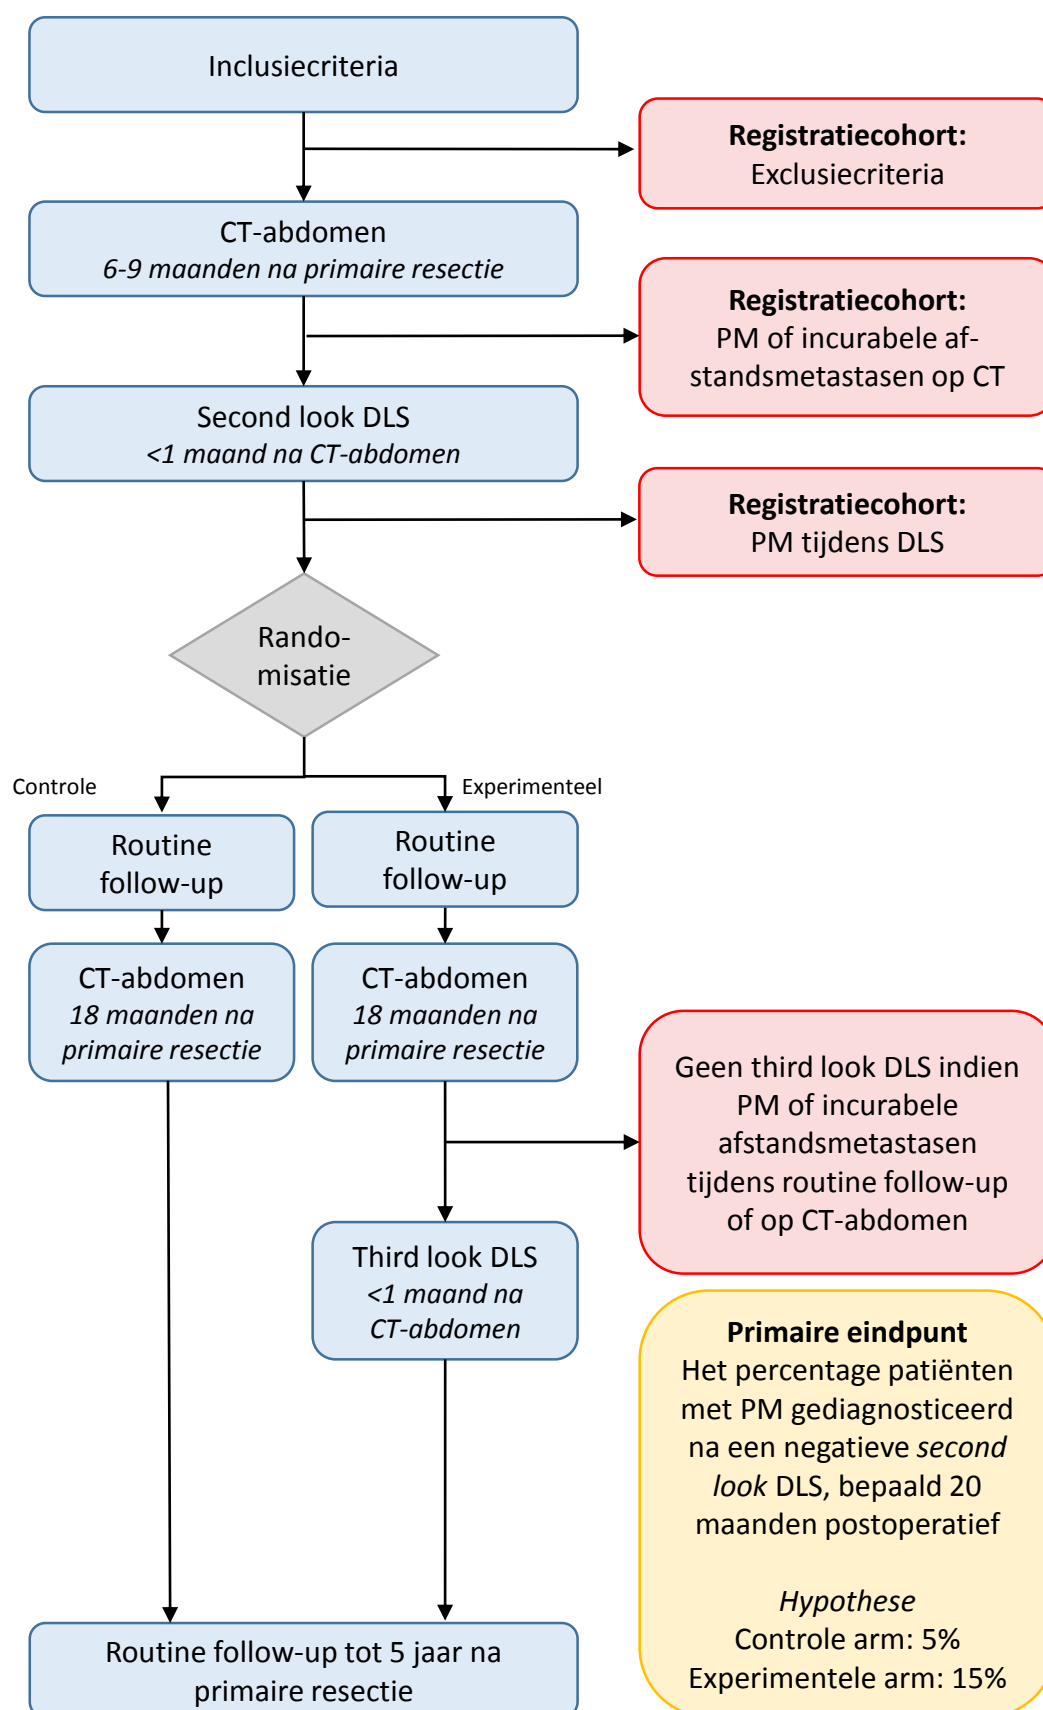 Inclusiecriteria
Registratiecohort:
Exclusiecriteria
CT-abdomen
6-9 maanden na primaire resectie
Registratiecohort:
PM of incurabele af-
standsmetastasen op CT
Second look DLS
<1 maand na CT-abdomen
Registratiecohort:
PM tijdens DLS
Rando-
misatie
Controle
Experimenteel
Routine
follow-up
Routine
follow-up
CT-abdomen
18 maanden na
primaire resectie
CT-abdomen
18 maanden na
primaire resectie
Geen third look DLS indien
PM of incurabele
afstandsmetastasen
tijdens routine follow-up
of op CT-abdomen
Third look DLS
<1 maand na
CT-abdomen
Primaire eindpunt
Het percentage patiënten
met PM gediagnosticeerd
na een negatieve second
look DLS, bepaald 20
maanden postoperatief
Hypothese
Controle arm: 5%
Experimentele arm: 15%
Routine follow-up tot 5 jaar na
primaire resectie